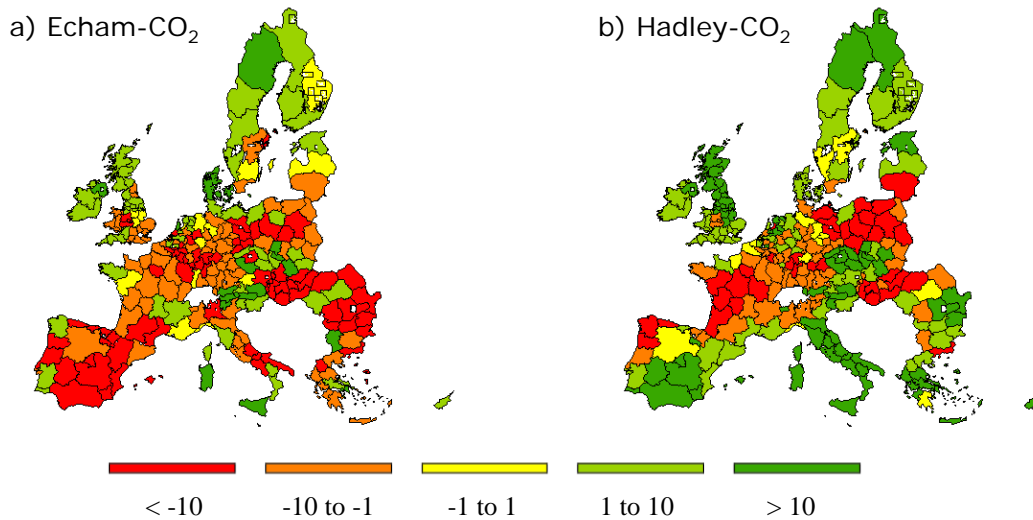 a) Echam-CO₂
b) Hadley-CO₂
< -10
-10 to -1
-1 to 1
1 to 10
> 10